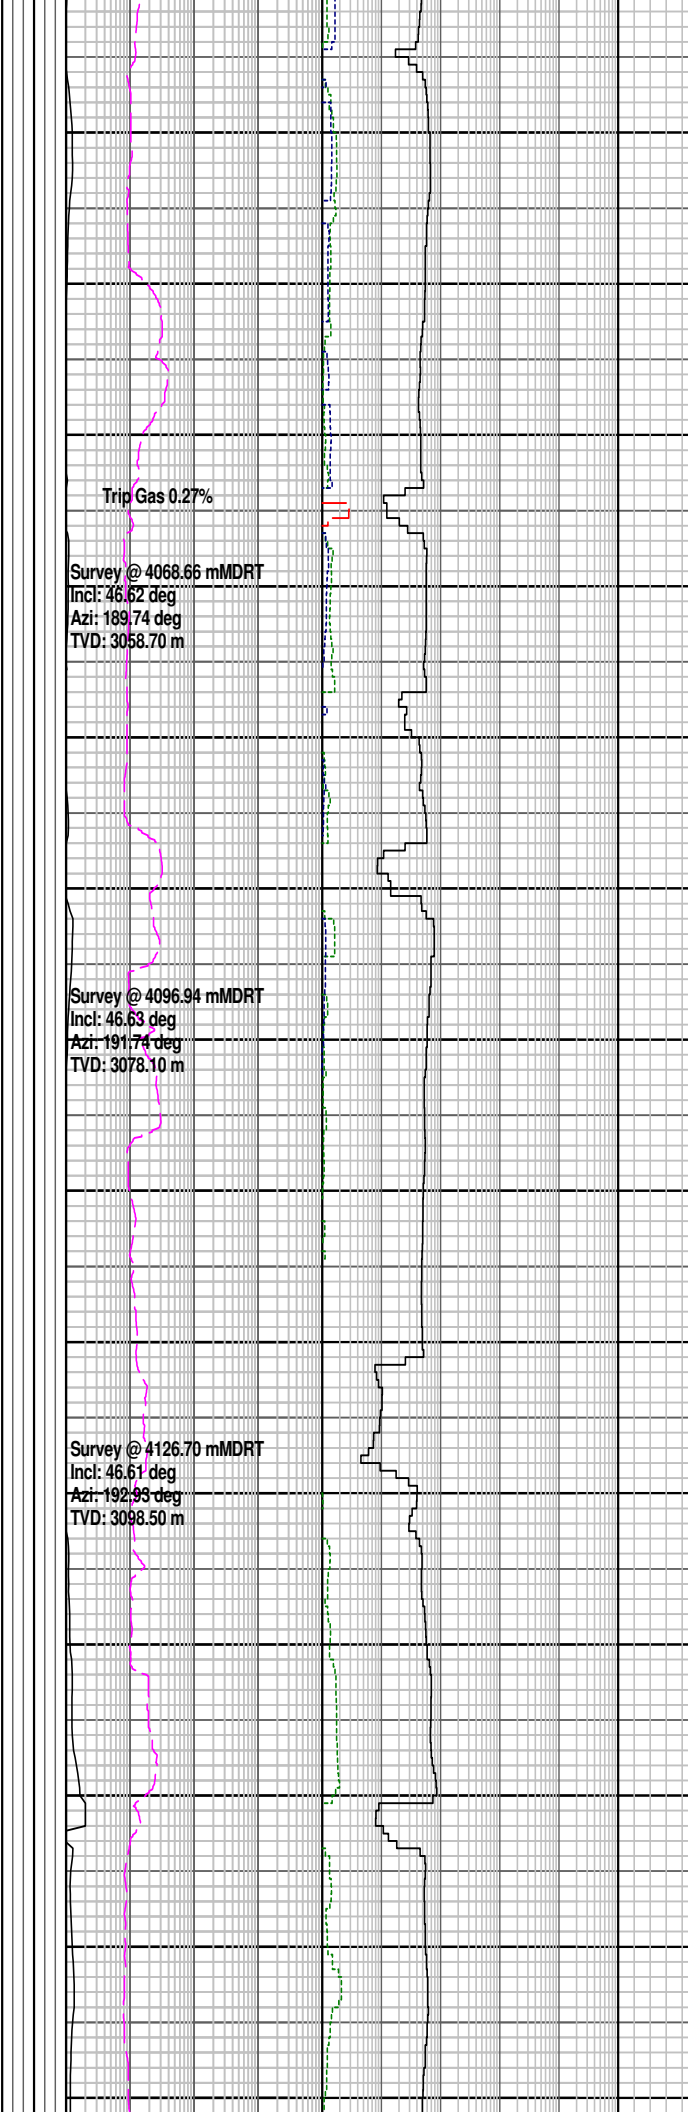 Trip Gas 0.27%
Survey @ 4068.66 mMDRT
Incl: 46.62 deg
Azi: 189.74 deg
TVD: 3058.70 m
Survey @ 4096.94 mMDRT
Incl: 46.63 deg
Azi: 191.74 deg
TVD: 3078.10 m
Survey @ 4126.70 mMDRT
Incl: 46.61 deg
Azi: 192.93 deg
TVD: 3098.50 m